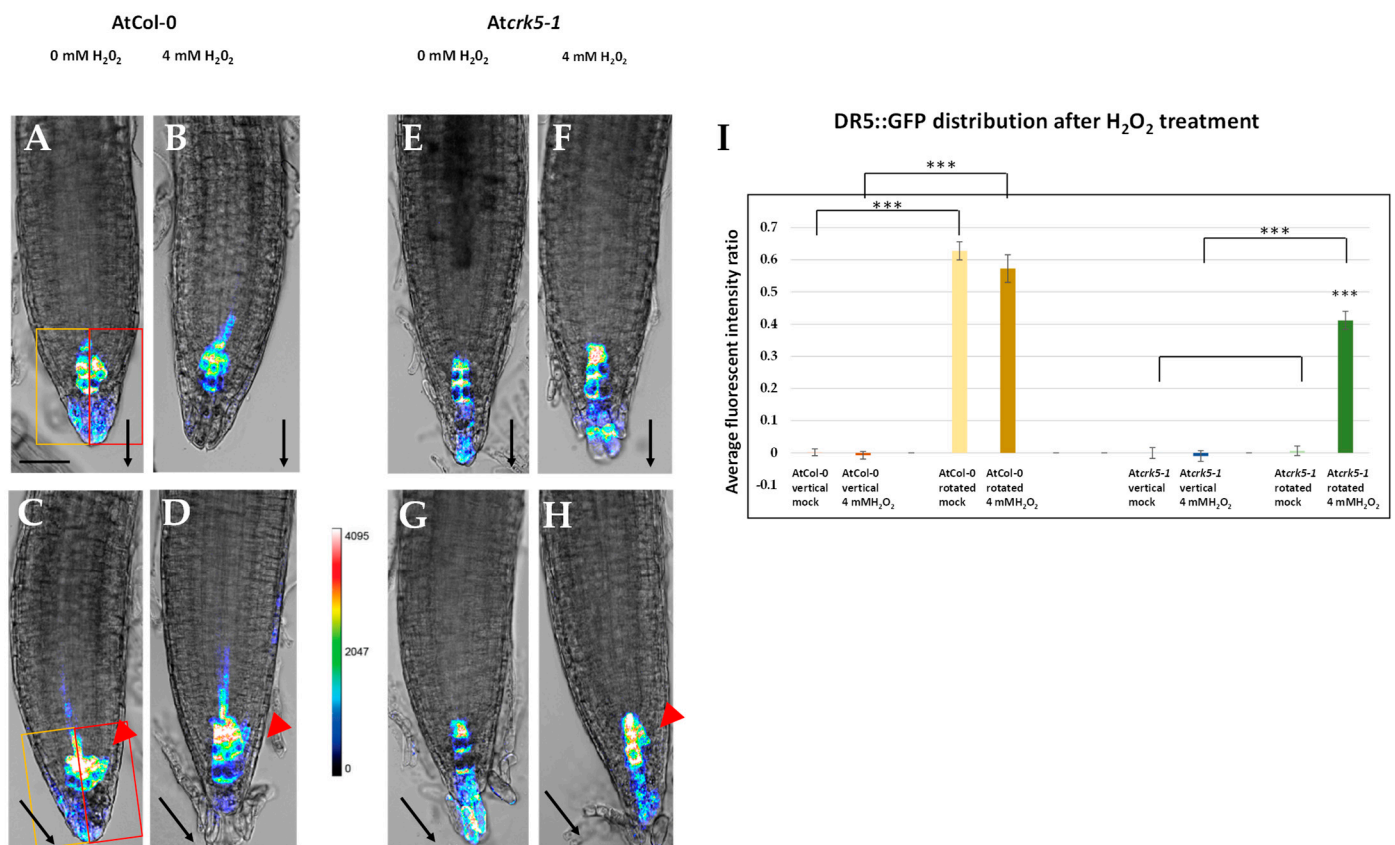 AtCol-0
Atcrk5-1
0 mM H₂0₂
4 mM H₂0₂
0 mM H₂0₂
4 mM H₂0₂
A
B
E
F
C
D
G
H
4095
2047
0
I
DR5::GFP distribution after H₂O₂ treatment
Average fluorescent intensity ratio
0.7
0.6
0.5
0.4
0.3
0.2
0.1
0
-0.1
***
***
***
***
AtCol-0
vertical
mock
AtCol-0
vertical
4 mMH₂O₂
AtCol-0
rotated
mock
AtCol-0
rotated
4 mMH₂O₂
Atcrk5-1
vertical
mock
Atcrk5-1
vertical
4 mMH₂O₂
Atcrk5-1
rotated
mock
Atcrk5-1
rotated
4 mMH₂O₂